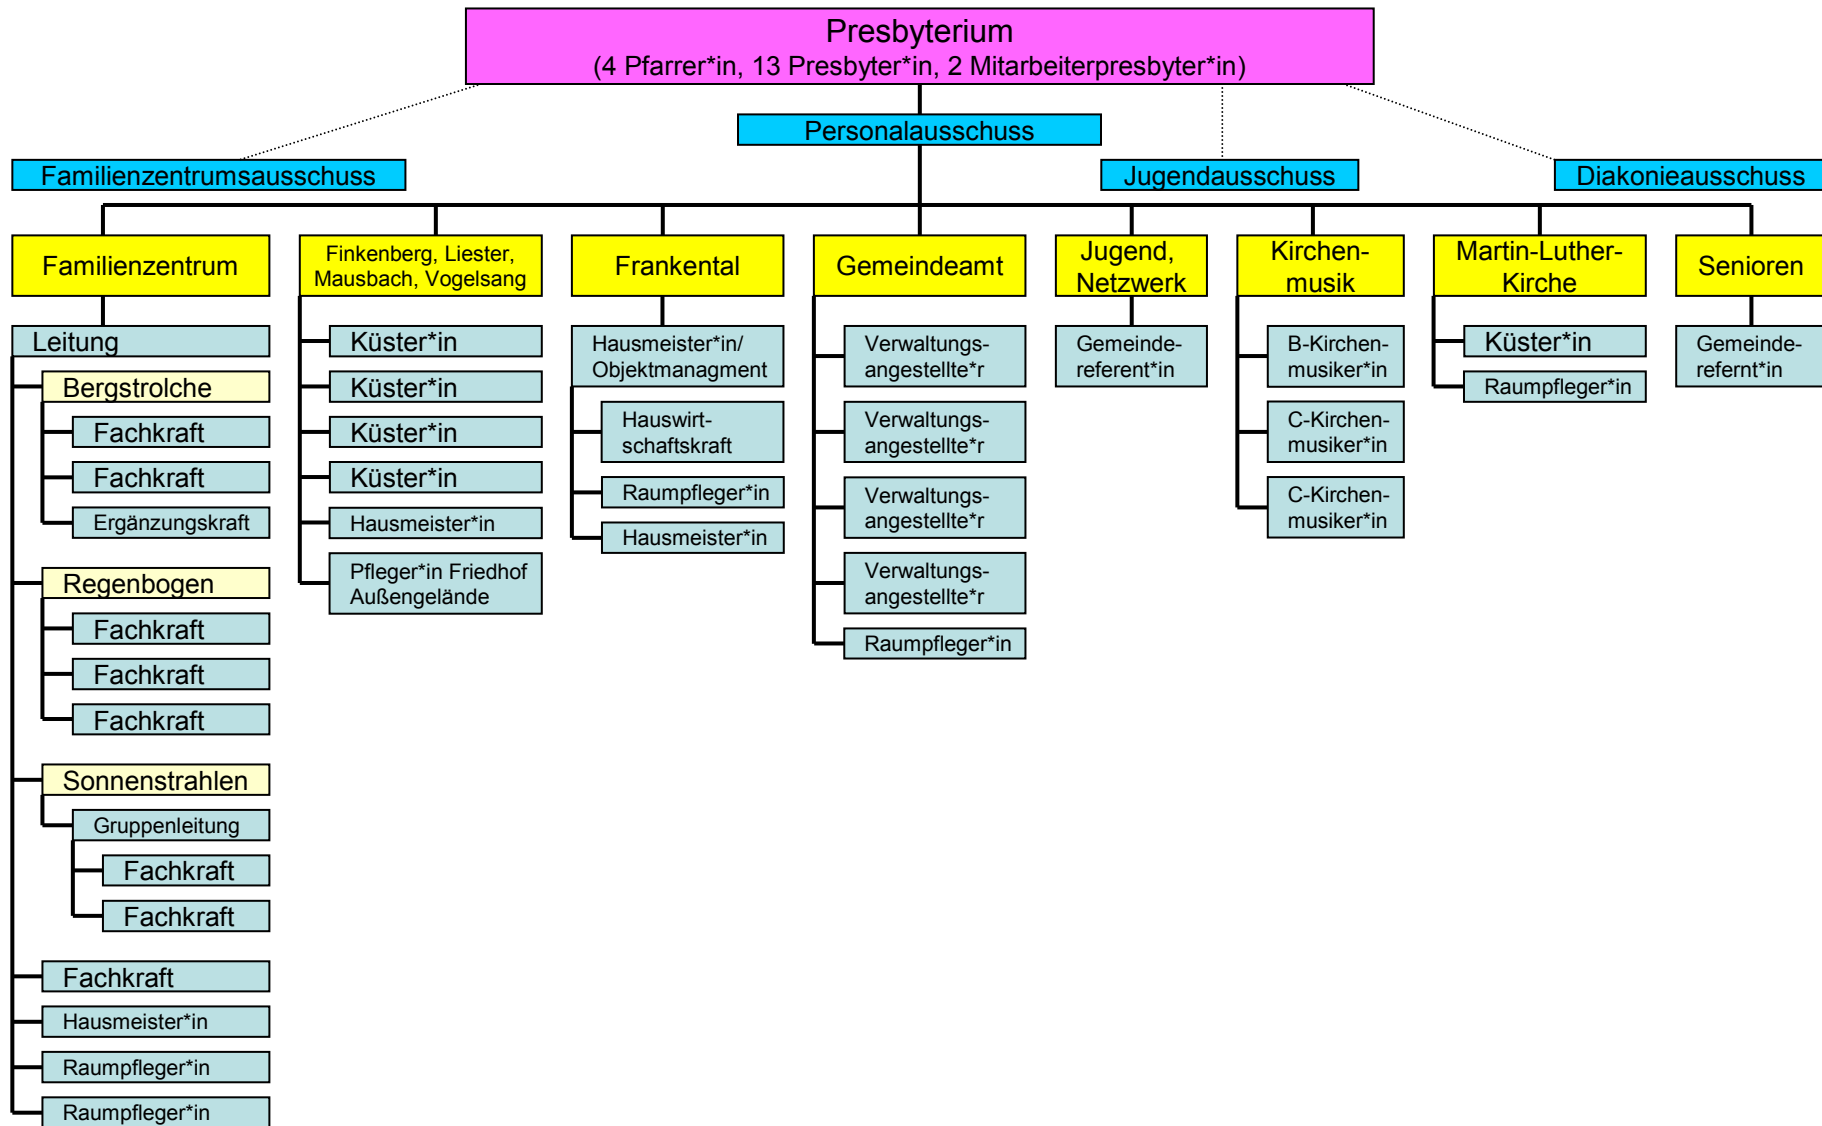 Presbyterium
(4 Pfarrer*in, 13 Presbyter*in, 2 Mitarbeiterpresbyter*in)
Personalausschuss
Familienzentrumsausschuss
Jugendausschuss
Diakonieausschuss
Familienzentrum
Leitung
Bergstrolche
Fachkraft
Fachkraft
Ergänzungskraft
Regenbogen
Fachkraft
Fachkraft
Fachkraft
Sonnenstrahlen
Gruppenleitung
Fachkraft
Fachkraft
Fachkraft
Hausmeister*in
Raumpfleger*in
Raumpfleger*in
Finkenberg, Liester,
Mausbach, Vogelsang
Küster*in
Küster*in
Küster*in
Küster*in
Hausmeister*in
Pfleger*in Friedhof
Außengelände
Frankental
Hausmeister*in/
Objektmanagment
Hauswirt-
schaftskraft
Raumpfleger*in
Hausmeister*in
Gemeindeamt
Verwaltungs-
angestellte*r
Verwaltungs-
angestellte*r
Verwaltungs-
angestellte*r
Verwaltungs-
angestellte*r
Raumpfleger*in
Jugend,
Netzwerk
Gemeinde-
referent*in
Kirchen-
musik
B-Kirchen-
musiker*in
C-Kirchen-
musiker*in
C-Kirchen-
musiker*in
Martin-Luther-
Kirche
Küster*in
Raumpfleger*in
Senioren
Gemeinde-
refernt*in